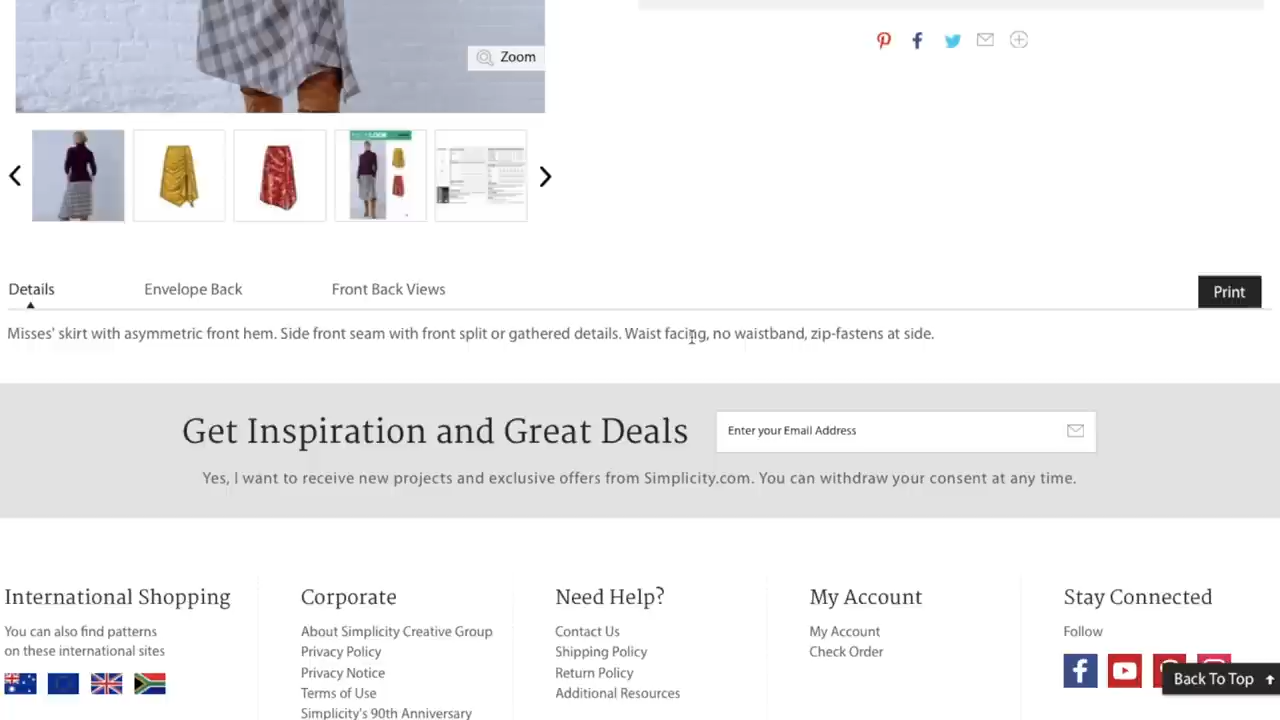 Zoom
Details
Envelope Back
Front Back Views
Print
Misses' skirt with asymmetric front hem. Side front seam with front split or gathered details. Waist facing, no waistband, zip-fastens at side.
Get Inspiration and Great Deals
Enter your Email Address
Yes, I want to receive new projects and exclusive offers from Simplicity.com. You can withdraw your consent at any time.
International Shopping
You can also find patterns
on these international sites
Corporate
About Simplicity Creative Group
Privacy Policy
Privacy Notice
Terms of Use
Simplicity's 90th Anniversary
Need Help?
Contact Us
Shipping Policy
Return Policy
Additional Resources
My Account
My Account
Check Order
Stay Connected
Follow
Back To Top